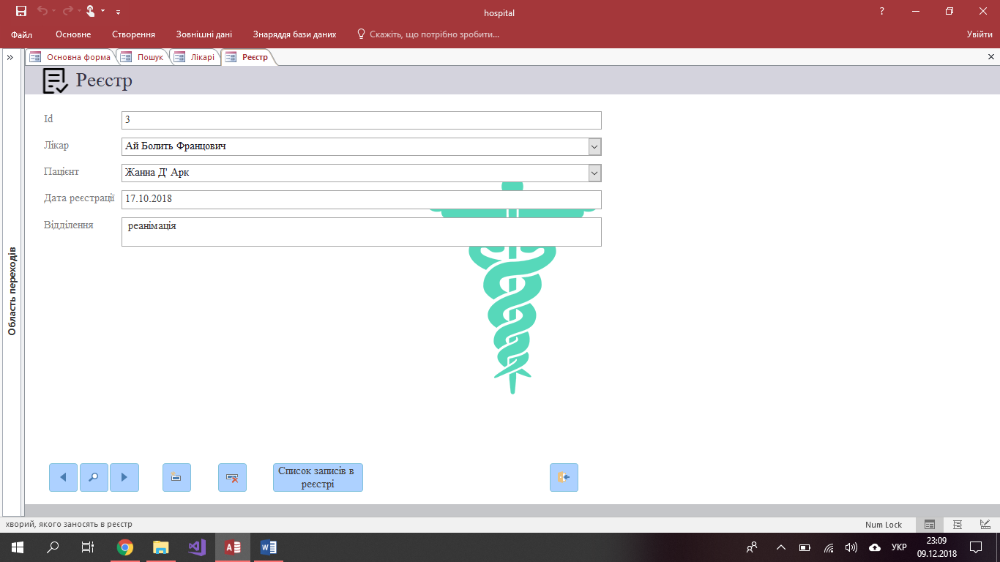 hospital
?
Файл Основне Створення Зовнішні дані Знаряддя бази даних Скажіть, що потрібно зробити... Увійти
Основна форма Пошук Лікарі Реєстр
Реєстр
Id 3
Лікар Ай Болить Францович
Пацієнт Жанна Д' Арк
Дата реєстрації 17.10.2018
Відділення реанімація
Область переходів
Список записів в
реєстрі
хворий, якого заносять в реєстр Num Lock
УКР 23:09
09.12.2018